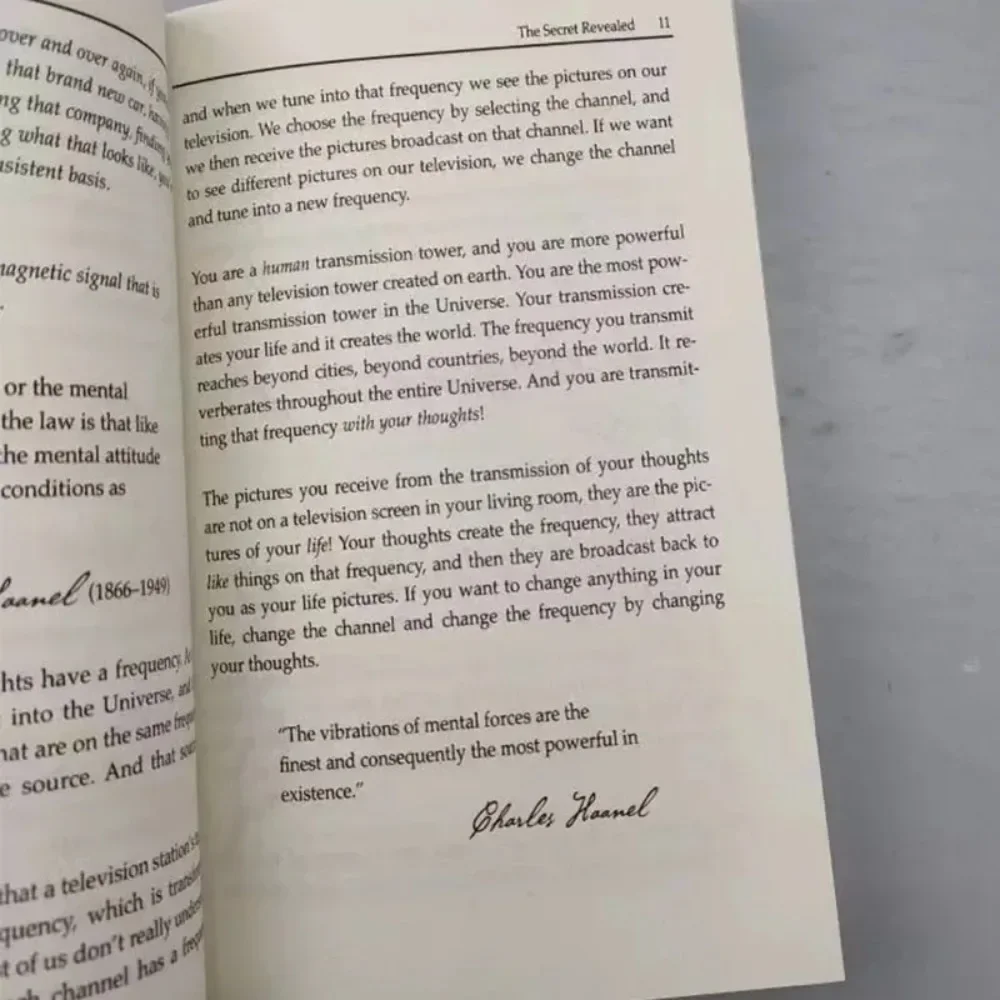 over and over again, if you
that brand new car, having
ng that company, finding
g what that looks like, you
nsistent basis.
magnetic signal that is
.
or the mental
the law is that like
the mental attitude
conditions as
Haanel (1866–1949)
hts have a frequency.
into the Universe, and
hat are on the same
e source. And that
that a television station's
quency, which is
t of us don't really
channel has a
The Secret Revealed 11
and when we tune into that frequency we see the pictures on our
television. We choose the frequency by selecting the channel, and
we then receive the pictures broadcast on that channel. If we want
to see different pictures on our television, we change the channel
and tune into a new frequency.
You are a human transmission tower, and you are more powerful
than any television tower created on earth. You are the most pow-
erful transmission tower in the Universe. Your transmission cre-
ates your life and it creates the world. The frequency you transmit
reaches beyond cities, beyond countries, beyond the world. It re-
verberates throughout the entire Universe. And you are transmit-
ting that frequency with your thoughts!
The pictures you receive from the transmission of your thoughts
are not on a television screen in your living room, they are the pic-
tures of your life! Your thoughts create the frequency, they attract
like things on that frequency, and then they are broadcast back to
you as your life pictures. If you want to change anything in your
life, change the channel and change the frequency by changing
your thoughts.
"The vibrations of mental forces are the
finest and consequently the most powerful in
existence."
Charles Haanel